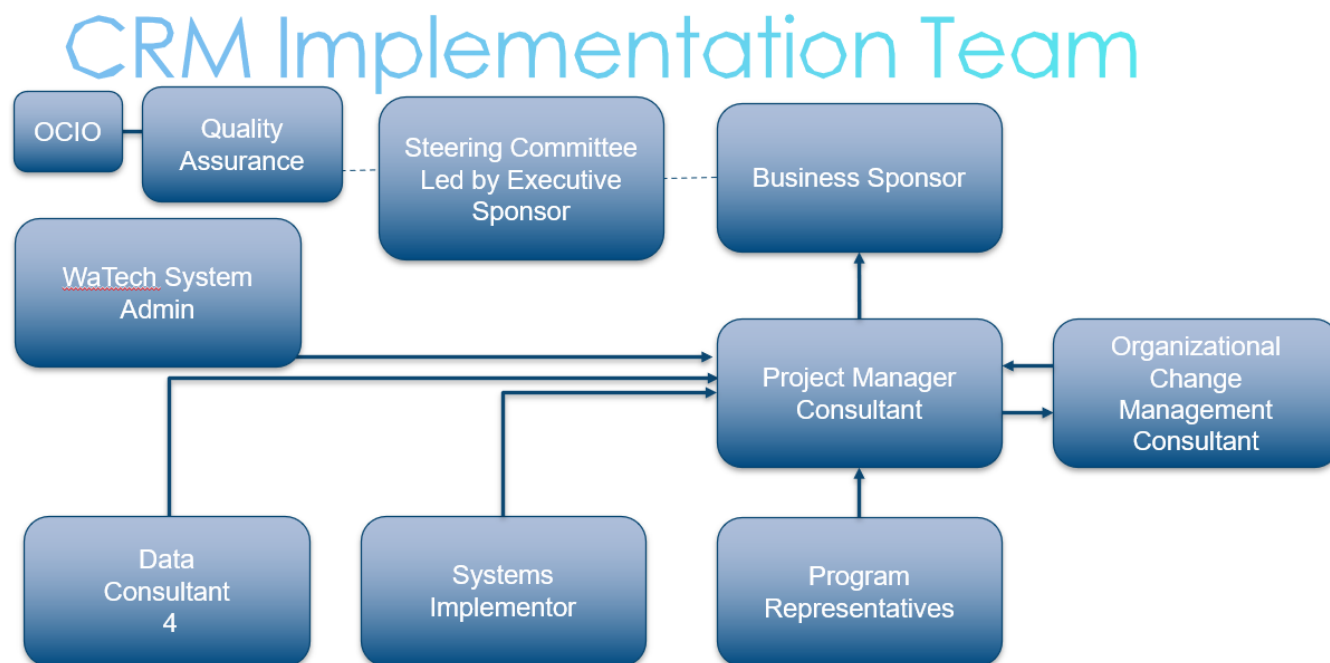 CRM Implementation Team
OCIO
Quality
Assurance
Steering Committee
Led by Executive
Sponsor
Business Sponsor
WaTech System
Admin
Project Manager
Consultant
Organizational
Change
Management
Consultant
Data
Consultant
4
Systems
Implementor
Program
Representatives